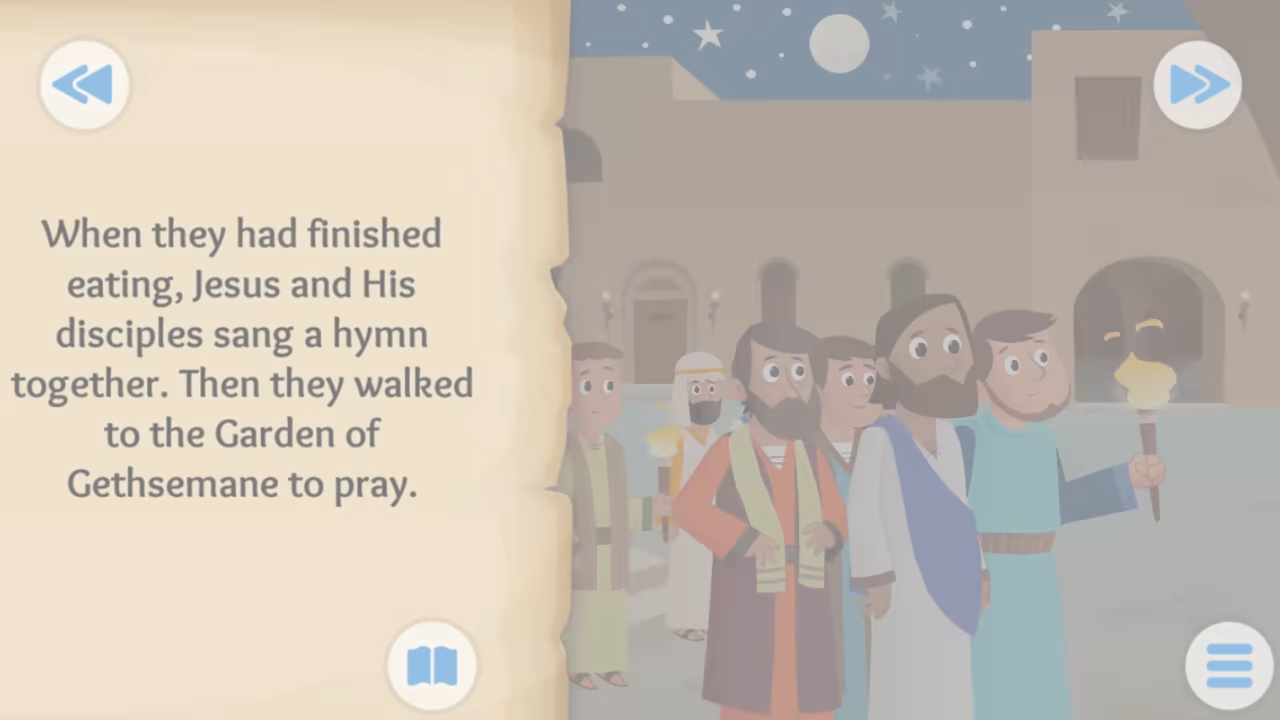 When they had finished
eating, Jesus and His
disciples sang a hymn
together. Then they walked
to the Garden of
Gethsemane to pray.